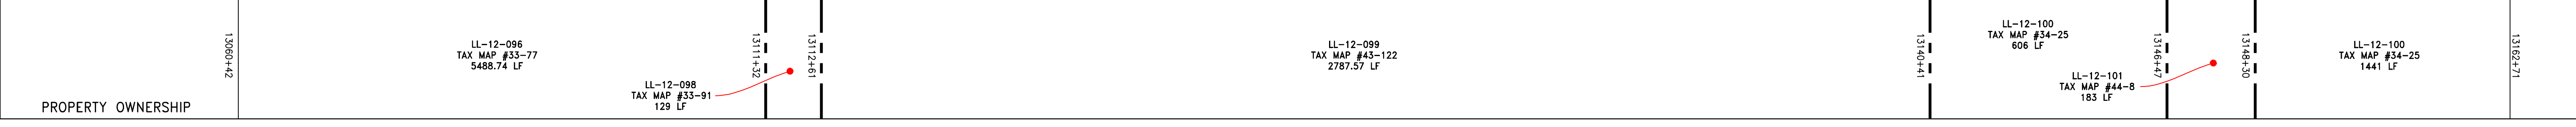 PROPERTY OWNERSHIP
13060+42
LL-12-096
TAX MAP #33-77
5488.74 LF
LL-12-098
TAX MAP #33-91
129 LF
13111+32
13112+61
LL-12-099
TAX MAP #43-122
2787.57 LF
13140+41
LL-12-100
TAX MAP #34-25
606 LF
LL-12-101
TAX MAP #44-8
183 LF
13146+47
13148+30
LL-12-100
TAX MAP #34-25
1441 LF
13162+71